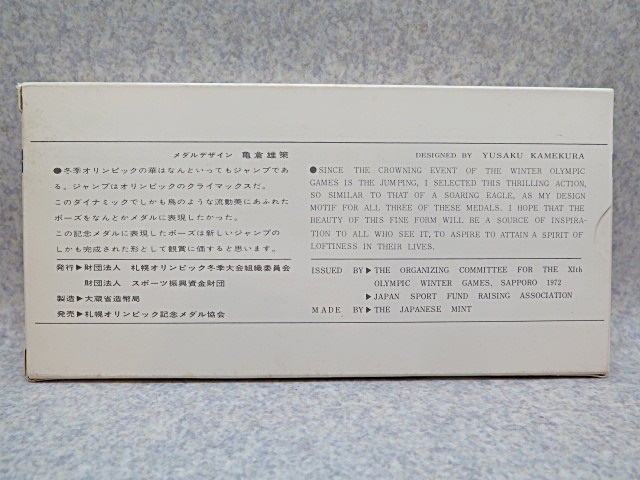 メダルデザイン 亀倉雄策
●冬季オリンピックの華はなんといってもジャンプであ
る。ジャンプはオリンピックのクライマックスだ。
このダイナミックでしかも鳥のような流動美にあふれた
ポーズをなんとかメダルに表現したかった。
この記念メダルに表現したポーズは新しいジャンプの
しかも完成された形として観賞に価すると思います。
発行▶財団法人 札幌オリンピック冬季大会組織委員会
財団法人 スポーツ振興資金財団
製造▶大蔵省造幣局
発売▶札幌オリンピック記念メダル協会
DESIGNED BY YUSAKU KAMEKURA
●SINCE THE CROWNING EVENT OF THE WINTER OLYMPIC
GAMES IS THE JUMPING, I SELECTED THIS THRILLING ACTION,
SO SIMILAR TO THAT OF A SOARING EAGLE, AS MY DESIGN
MOTIF FOR ALL THREE OF THESE MEDALS. I HOPE THAT THE
BEAUTY OF THIS FINE FORM WILL BE A SOURCE OF INSPIRA-
TION TO ALL WHO SEE IT, TO ASPIRE TO ATTAIN A SPIRIT OF
LOFTINESS IN THEIR LIVES.
ISSUED BY▶THE ORGANIZING COMMITTEE FOR THE XIth
OLYMPIC WINTER GAMES, SAPPORO 1972
▶JAPAN SPORT FUND RAISING ASSOCIATION
MADE BY▶THE JAPANESE MINT